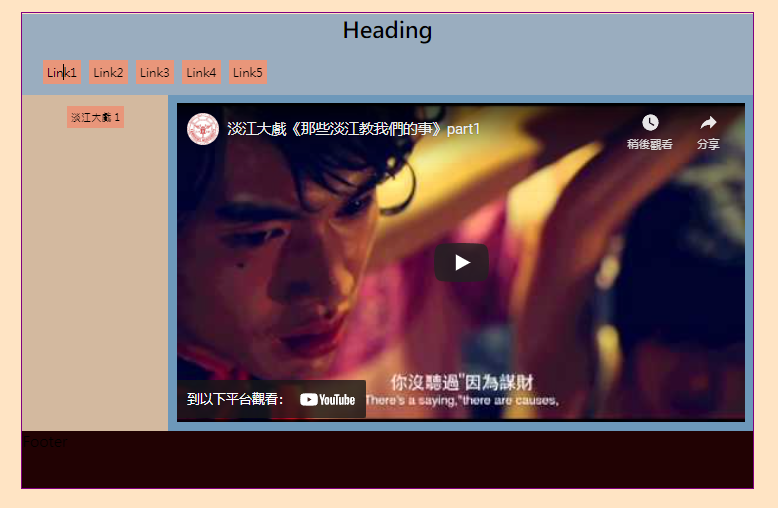 Heading
Link1 Link2 Link3 Link4 Link5
淡江大戲 1
淡江大戲《那些淡江教我們的事》part1
稍後觀看 分享
你沒聽過"因為謀財
There's a saying,"there are causes,
到以下平台觀看： YouTube
Footer